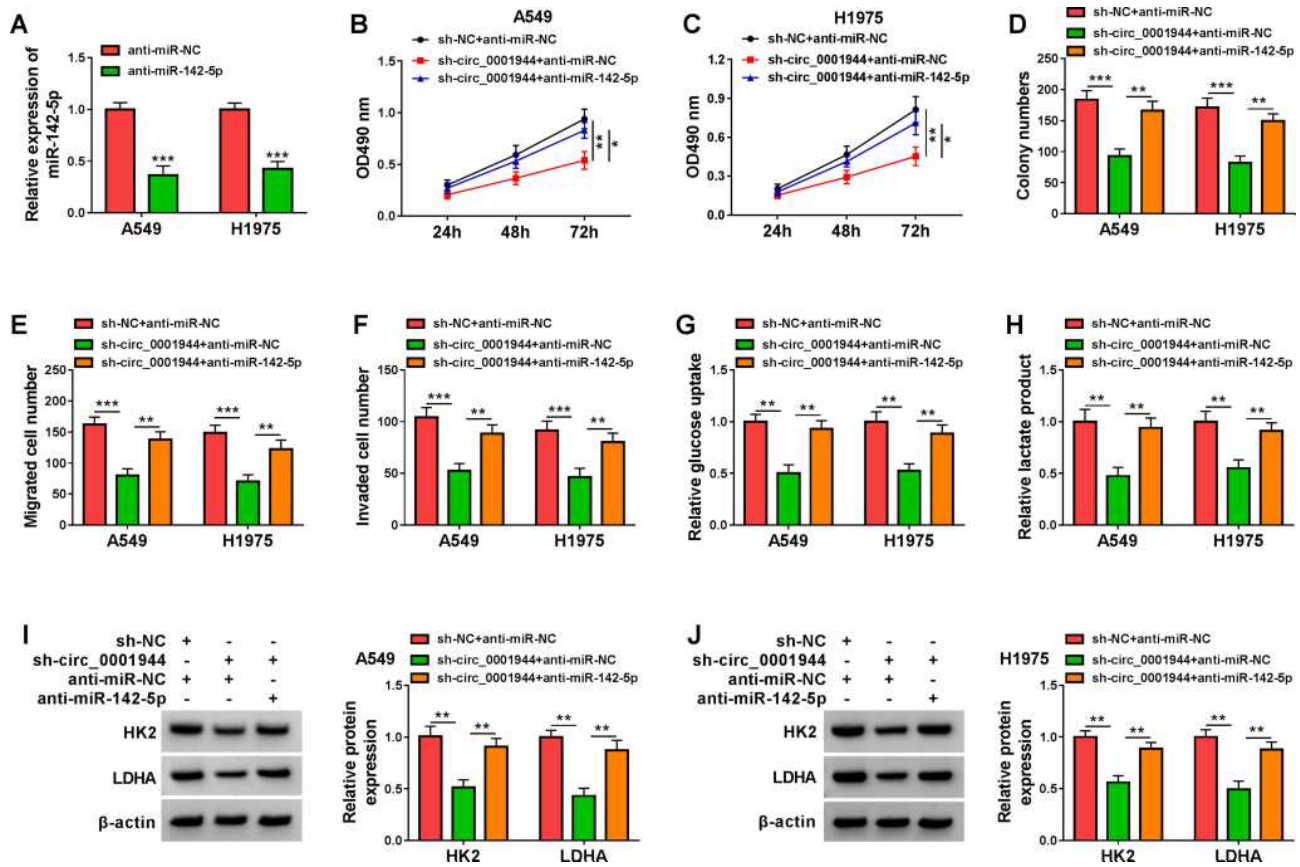 A
anti-miR-NC
anti-miR-142-5p
Relative expression of
miR-142-5p
1.5
1.0
0.5
0.0
***
***
A549
H1975
B
A549
sh-NC+anti-miR-NC
sh-circ_0001944+anti-miR-NC
sh-circ_0001944+anti-miR-142-5p
OD490 nm
1.5
1.0
0.5
0.0
**
*
24h
48h
72h
C
H1975
sh-NC+anti-miR-NC
sh-circ_0001944+anti-miR-NC
sh-circ_0001944+anti-miR-142-5p
OD490 nm
1.2
0.9
0.6
0.3
0.0
**
*
24h
48h
72h
D
sh-NC+anti-miR-NC
sh-circ_0001944+anti-miR-NC
sh-circ_0001944+anti-miR-142-5p
Colony numbers
250
200
150
100
50
0
***
**
***
**
A549
H1975
E
sh-NC+anti-miR-NC
sh-circ_0001944+anti-miR-NC
sh-circ_0001944+anti-miR-142-5p
Migrated cell number
250
200
150
100
50
0
***
**
***
**
A549
H1975
F
sh-NC+anti-miR-NC
sh-circ_0001944+anti-miR-NC
sh-circ_0001944+anti-miR-142-5p
Invaded cell number
150
100
50
0
***
**
***
**
A549
H1975
G
sh-NC+anti-miR-NC
sh-circ_0001944+anti-miR-NC
sh-circ_0001944+anti-miR-142-5p
Relative glucose uptake
1.5
1.0
0.5
0.0
**
**
**
**
A549
H1975
H
sh-NC+anti-miR-NC
sh-circ_0001944+anti-miR-NC
sh-circ_0001944+anti-miR-142-5p
Relative lactate product
1.5
1.0
0.5
0.0
**
**
**
**
A549
H1975
I
sh-NC + - -
sh-circ_0001944 - + +
anti-miR-NC + + -
anti-miR-142-5p - - +
HK2
LDHA
β-actin
A549
sh-NC+anti-miR-NC
sh-circ_0001944+anti-miR-NC
sh-circ_0001944+anti-miR-142-5p
Relative protein
expression
1.5
1.0
0.5
0.0
**
**
**
**
HK2
LDHA
J
sh-NC + - -
sh-circ_0001944 - + +
anti-miR-NC + + -
anti-miR-142-5p - - +
HK2
LDHA
β-actin
H1975
sh-NC+anti-miR-NC
sh-circ_0001944+anti-miR-NC
sh-circ_0001944+anti-miR-142-5p
Relative protein
expression
1.5
1.0
0.5
0.0
**
**
**
**
HK2
LDHA